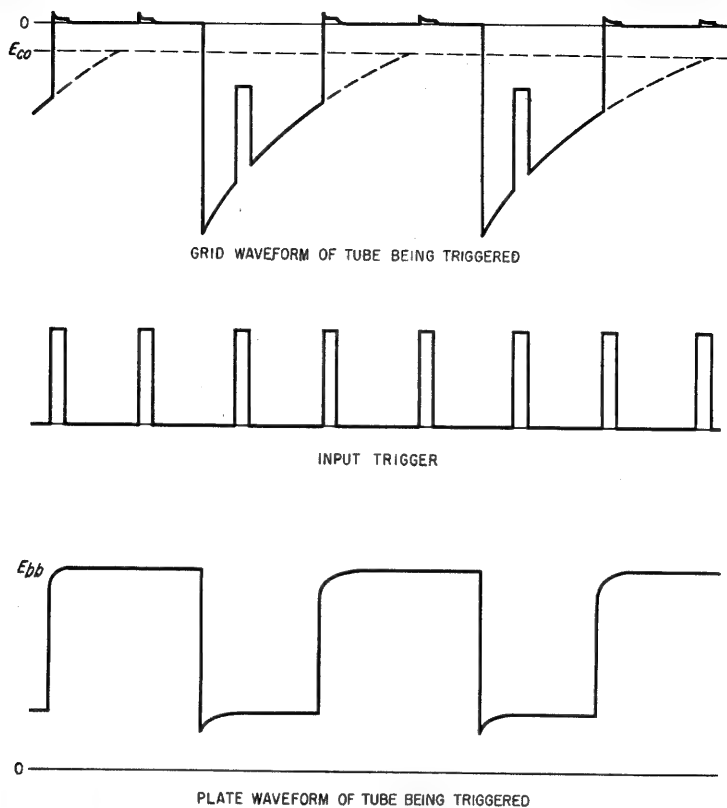 0
Eco
GRID WAVEFORM OF TUBE BEING TRIGGERED
INPUT TRIGGER
Ebb
0
PLATE WAVEFORM OF TUBE BEING TRIGGERED